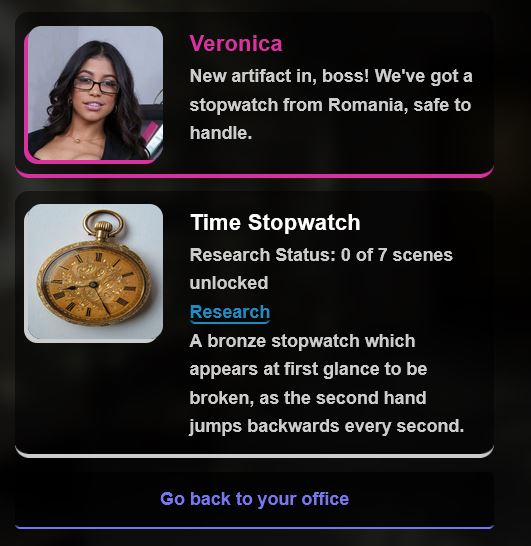 Veronica
New artifact in, boss! We've got a
stopwatch from Romania, safe to
handle.
Time Stopwatch
Research Status: 0 of 7 scenes
unlocked
Research
A bronze stopwatch which
appears at first glance to be
broken, as the second hand
jumps backwards every second.
Go back to your office